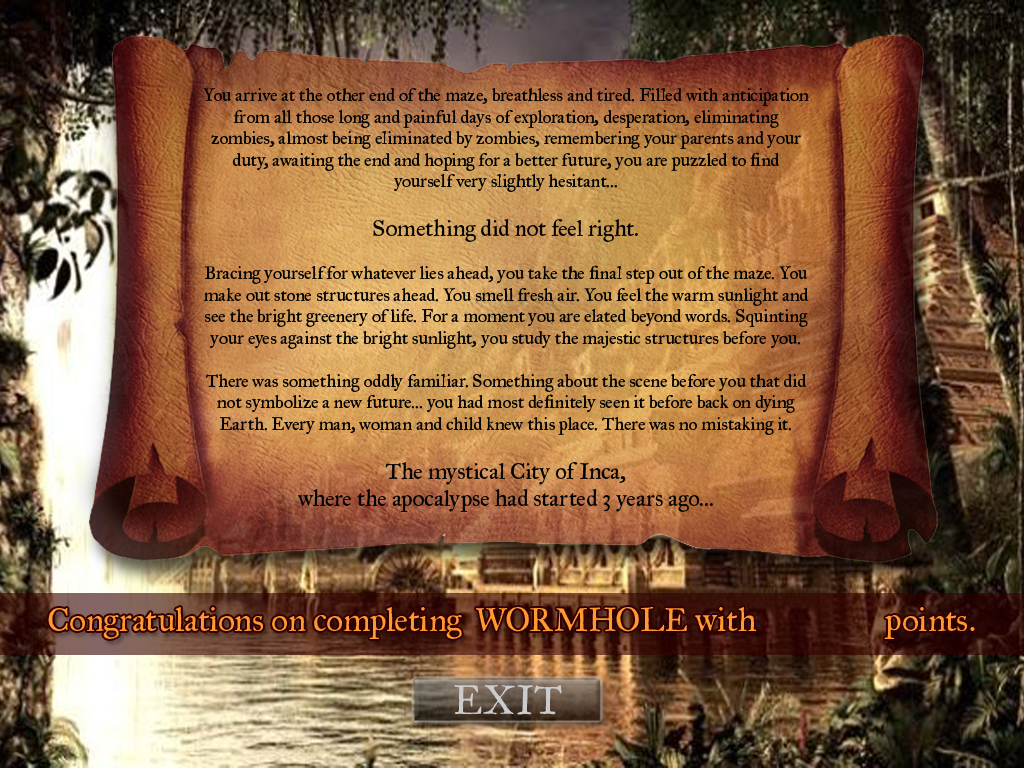 You arrive at the other end of the maze, breathless and tired. Filled with anticipation
from all those long and painful days of exploration, desperation, eliminating
zombies, almost being eliminated by zombies, remembering your parents and your
duty, awaiting the end and hoping for a better future, you are puzzled to find
yourself very slightly hesitant...
Something did not feel right.
Bracing yourself for whatever lies ahead, you take the final step out of the maze. You
make out stone structures ahead. You smell fresh air. You feel the warm sunlight and
see the bright greenery of life. For a moment you are elated beyond words. Squinting
your eyes against the bright sunlight, you study the majestic structures before you.
There was something oddly familiar. Something about the scene before you that did
not symbolize a new future... you had most definitely seen it before back on dying
Earth. Every man, woman and child knew this place. There was no mistaking it.
The mystical City of Inca,
where the apocalypse had started 3 years ago...
Congratulations on completing WORMHOLE with points.
EXIT